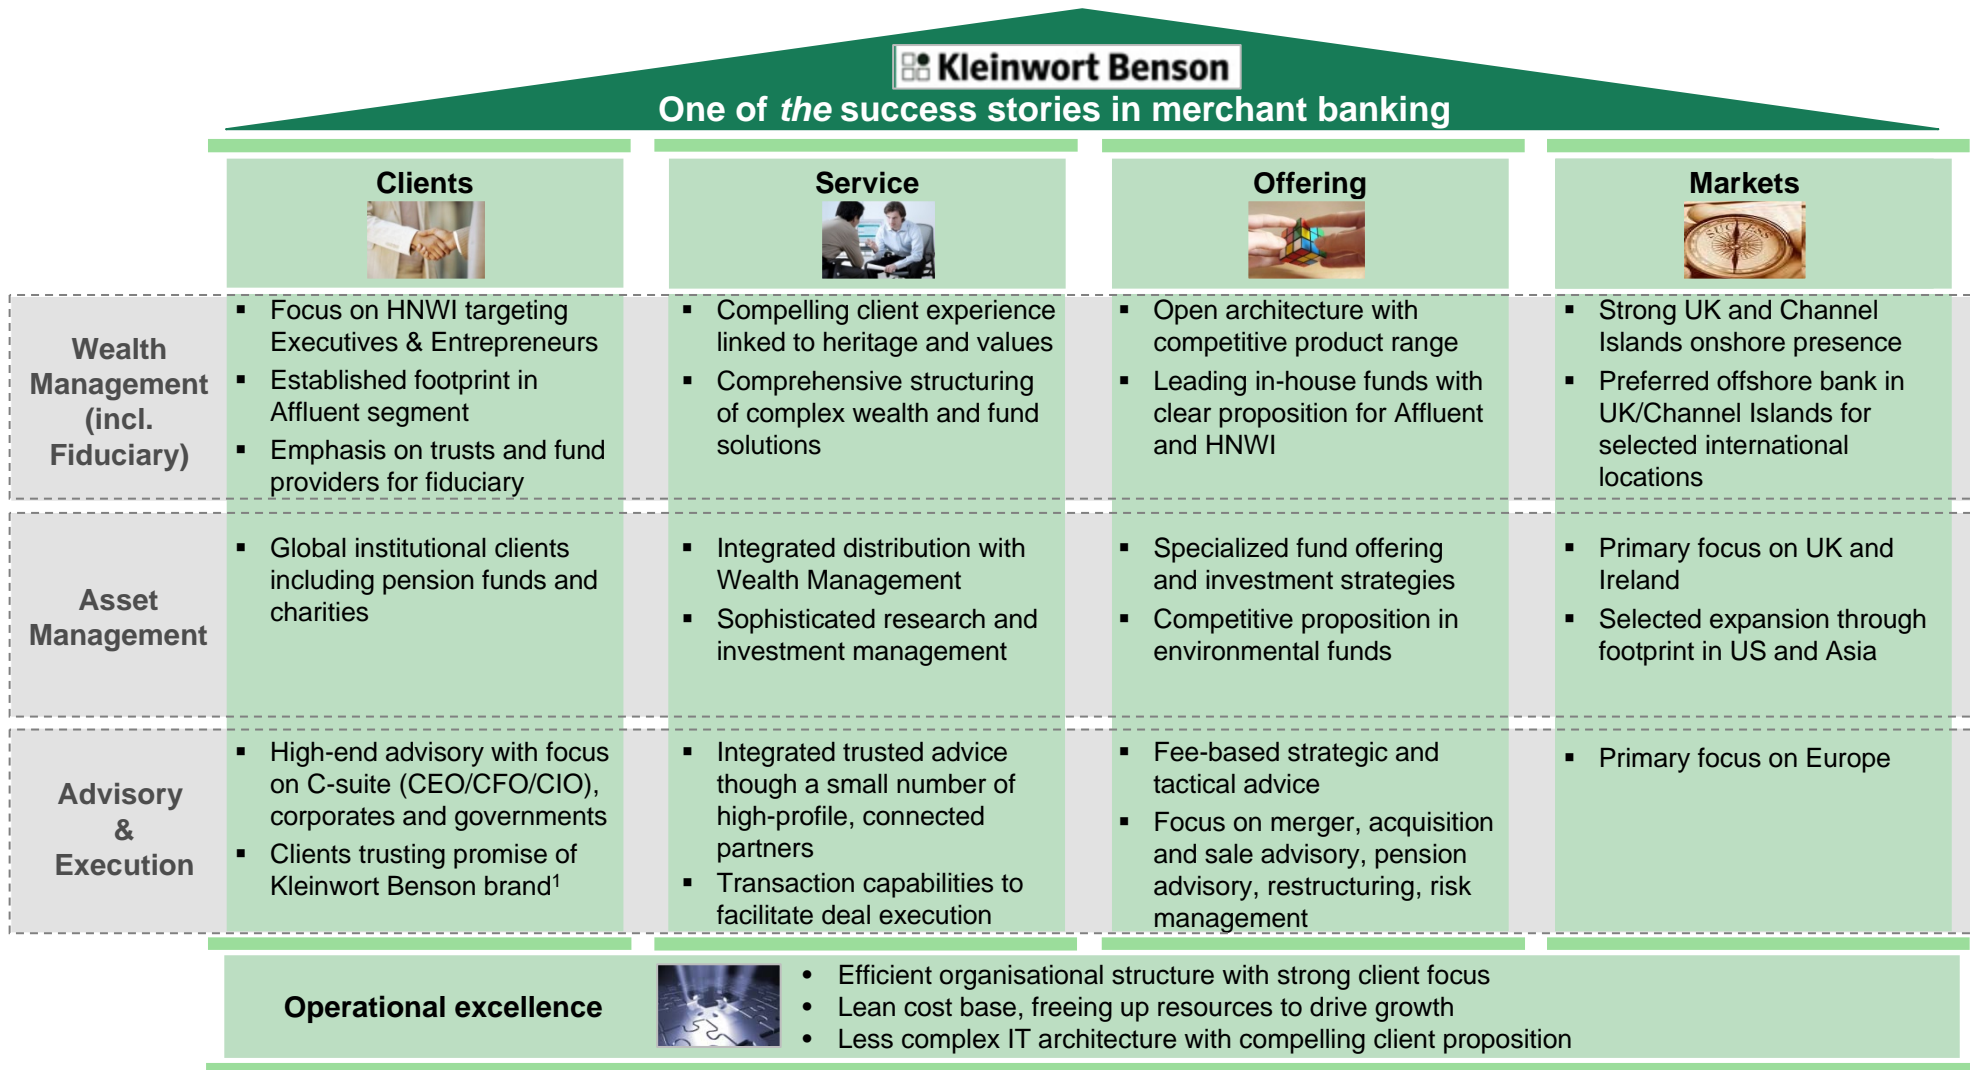 Kleinwort Benson
One of the success stories in merchant banking
Clients
Service
Offering
Markets
SUCCESS
Wealth
Management
(incl.
Fiduciary)
▪ Focus on HNWI targeting
Executives & Entrepreneurs
▪ Established footprint in
Affluent segment
▪ Emphasis on trusts and fund
providers for fiduciary
▪ Compelling client experience
linked to heritage and values
▪ Comprehensive structuring
of complex wealth and fund
solutions
▪ Open architecture with
competitive product range
▪ Leading in-house funds with
clear proposition for Affluent
and HNWI
▪ Strong UK and Channel
Islands onshore presence
▪ Preferred offshore bank in
UK/Channel Islands for
selected international
locations
Asset
Management
▪ Global institutional clients
including pension funds and
charities
▪ Integrated distribution with
Wealth Management
▪ Sophisticated research and
investment management
▪ Specialized fund offering
and investment strategies
▪ Competitive proposition in
environmental funds
▪ Primary focus on UK and
Ireland
▪ Selected expansion through
footprint in US and Asia
Advisory
&
Execution
▪ High-end advisory with focus
on C-suite (CEO/CFO/CIO),
corporates and governments
▪ Clients trusting promise of
Kleinwort Benson brand¹
▪ Integrated trusted advice
though a small number of
high-profile, connected
partners
▪ Transaction capabilities to
facilitate deal execution
▪ Fee-based strategic and
tactical advice
▪ Focus on merger, acquisition
and sale advisory, pension
advisory, restructuring, risk
management
▪ Primary focus on Europe
Operational excellence
• Efficient organisational structure with strong client focus
• Lean cost base, freeing up resources to drive growth
• Less complex IT architecture with compelling client proposition